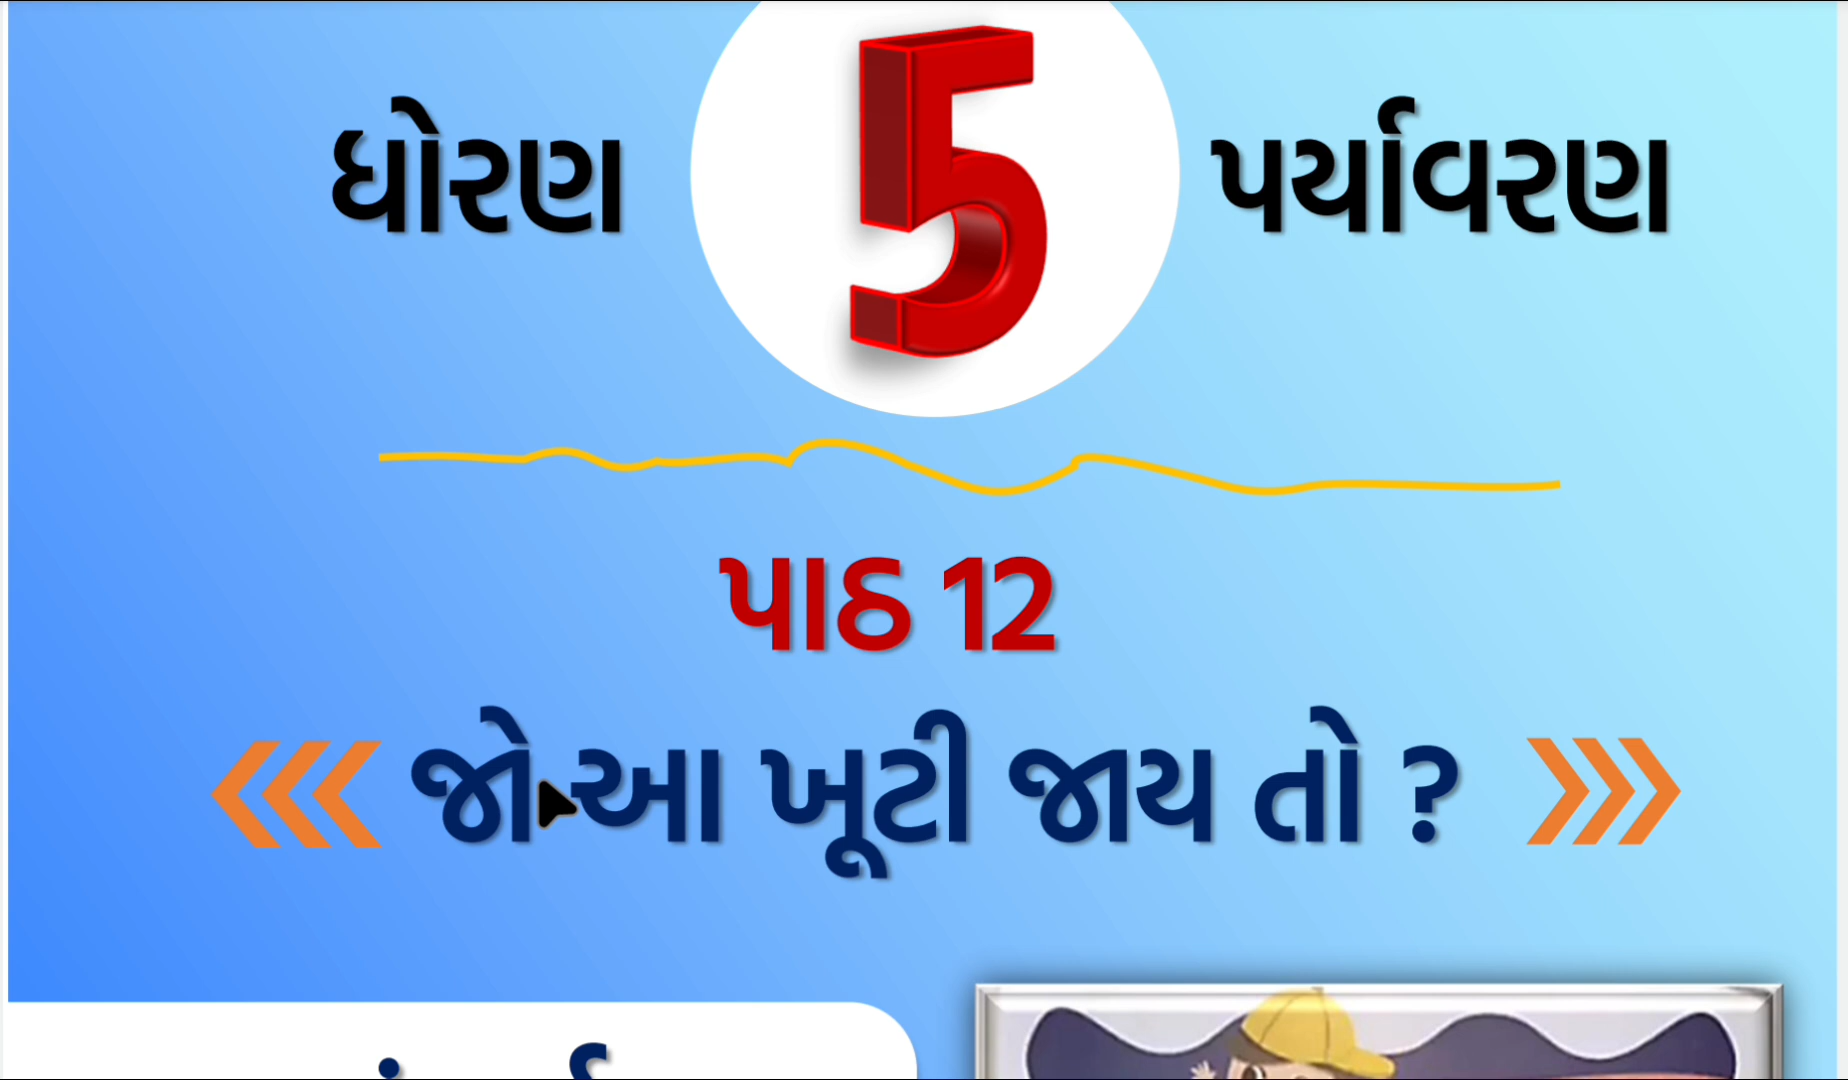 ધોરણ 5 પર્યાવરણ
પાઠ 12
જો આ ખૂટી જાય તો ?